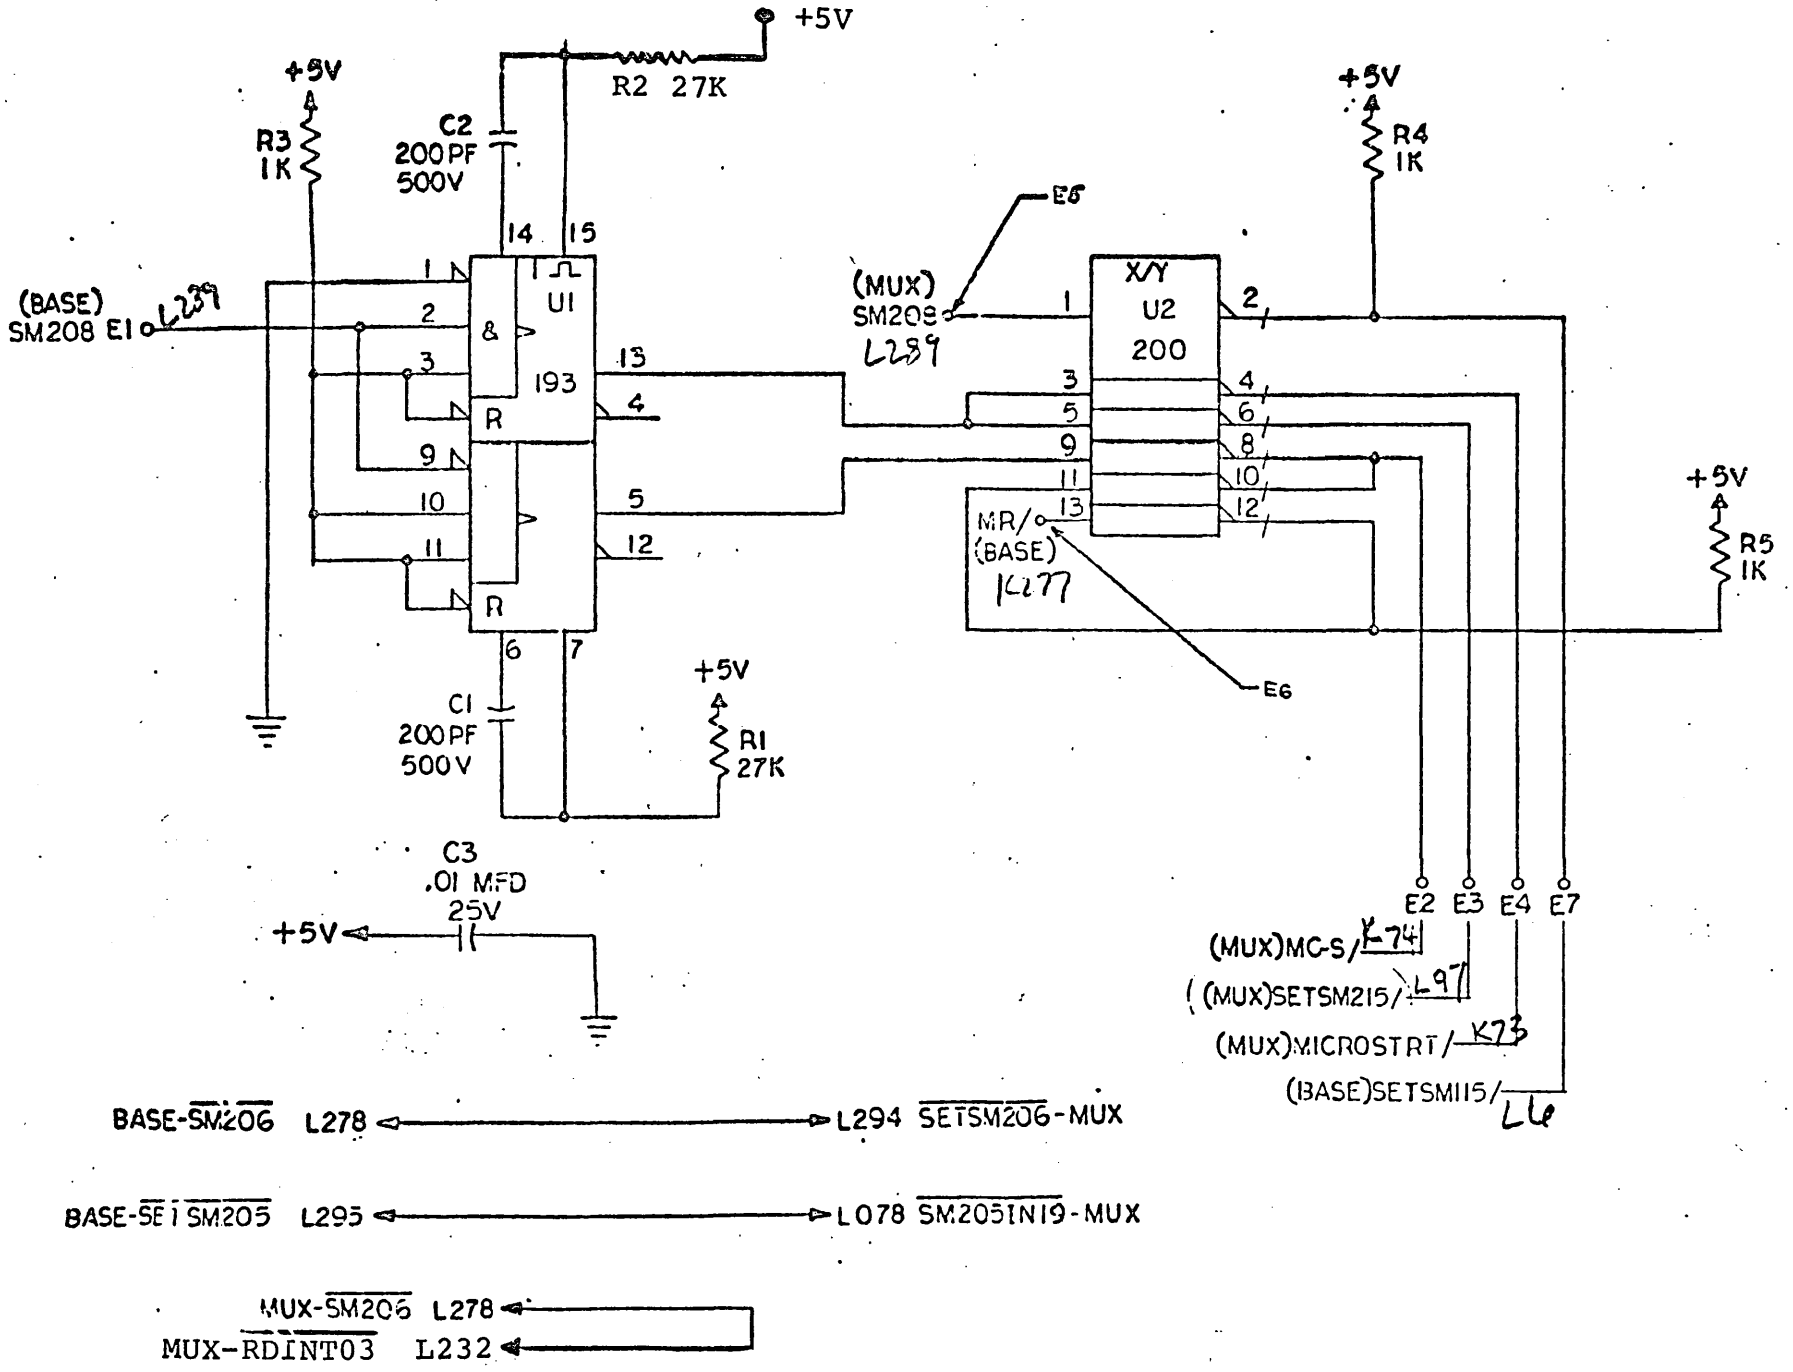 +5V
R2 27K
+5V
R3
1K
C2
200PF
500V
14
15
+5V
R4
1K
E5
(BASE)
SM208 E1
L239
1
2
3
&
R
U1
193
13
4
9
10
11
R
5
12
6
7
(MUX)
SM208
L289
X/Y
U2
200
1
2
3
4
5
6
9
8
11
10
13
12
MR/
(BASE)
K277
E6
+5V
R5
1K
C1
200PF
500V
+5V
R1
27K
C3
.01 MFD
25V
+5V
E2 E3 E4 E7
(MUX)MC-S/ K74
(MUX)SETSM215/ L97
(MUX)MICROSTRT/ K73
(BASE)SETSM115/
L6
BASE-SM206 L278 L294 SETSM206-MUX
BASE-SETSM205 L295 L078 SM205IN19-MUX
MUX-SM206 L278
MUX-RDINT03 L232